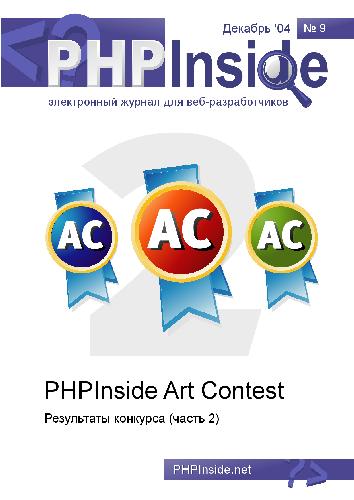 Декабрь '04 № 9
<?
PHPInside
электронный журнал для веб-разработчиков
2
AC AC AC
PHPInside Art Contest
Результаты конкурса (часть 2)
PHPInside.net
?>